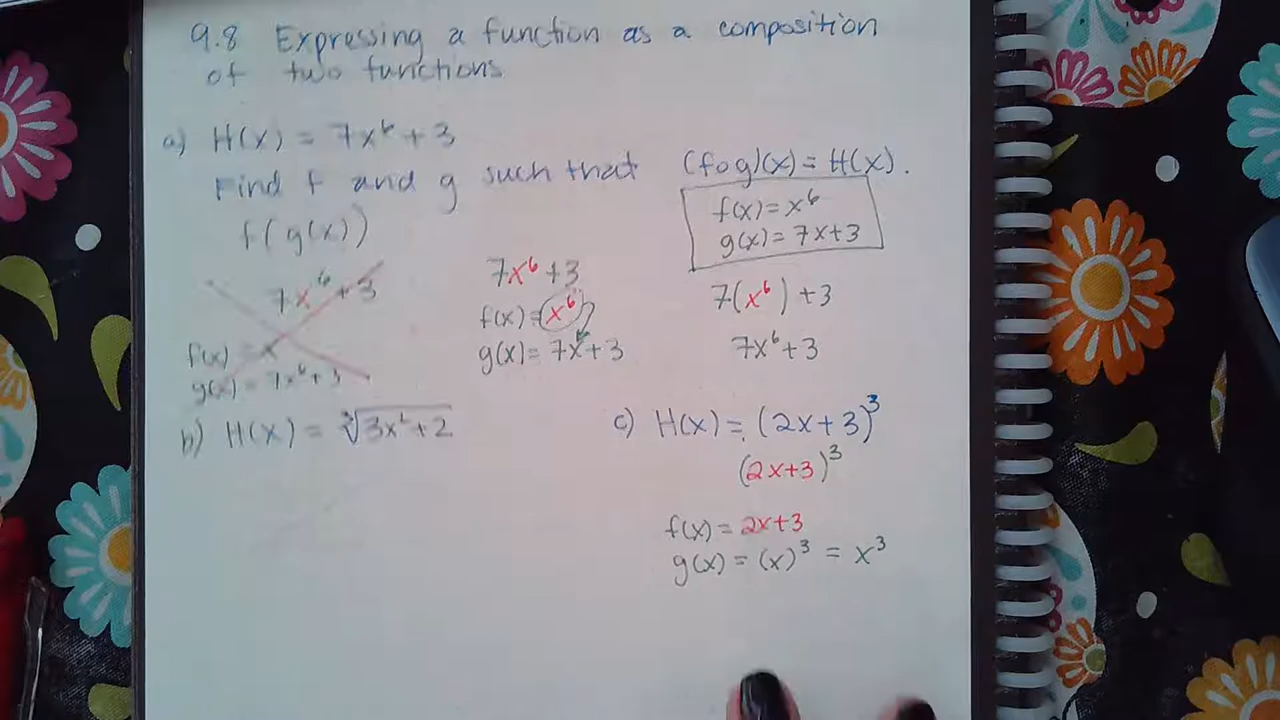 9.8 Expressing a function as a composition
of two functions
a) H(x) = 7x⁶ + 3
Find f and g such that (fog)(x) = H(x).
f(g(x))
f(x) = x⁶
g(x) = 7x+3
7x⁶ + 3
f(x) = x
g(x) = 7x⁶+3
7x⁶ +3
f(x) = x⁶
g(x) = 7x+3
7(x⁶) + 3
7x⁶+3
b) H(x) = ∛3x²+2
c) H(x) = (2x+3)³
(2x+3)³
f(x) = 2x+3
g(x) = (x)³ = x³